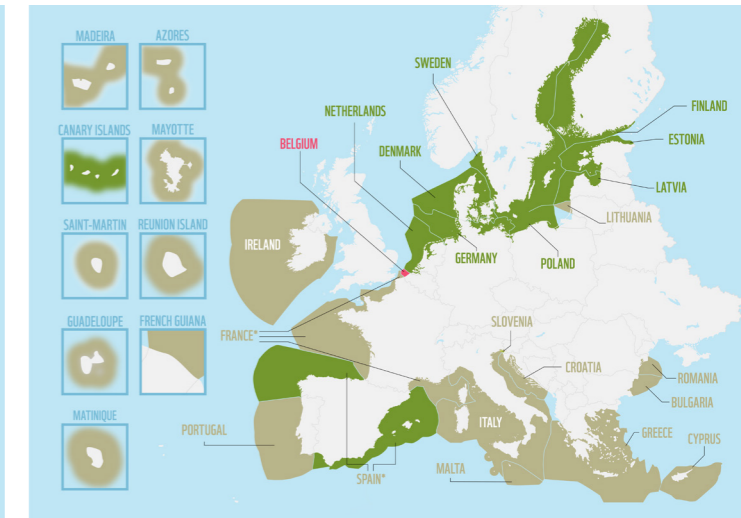 MADEIRA
AZORES
CANARY ISLANDS
MAYOTTE
SAINT-MARTIN
REUNION ISLAND
GUADELOUPE
FRENCH GUIANA
MATINIQUE
SWEDEN
NETHERLANDS
BELGIUM
DENMARK
FINLAND
ESTONIA
LATVIA
LITHUANIA
IRELAND
GERMANY
POLAND
FRANCE*
SLOVENIA
CROATIA
ROMANIA
BULGARIA
PORTUGAL
ITALY
GREECE
CYPRUS
SPAIN*
MALTA